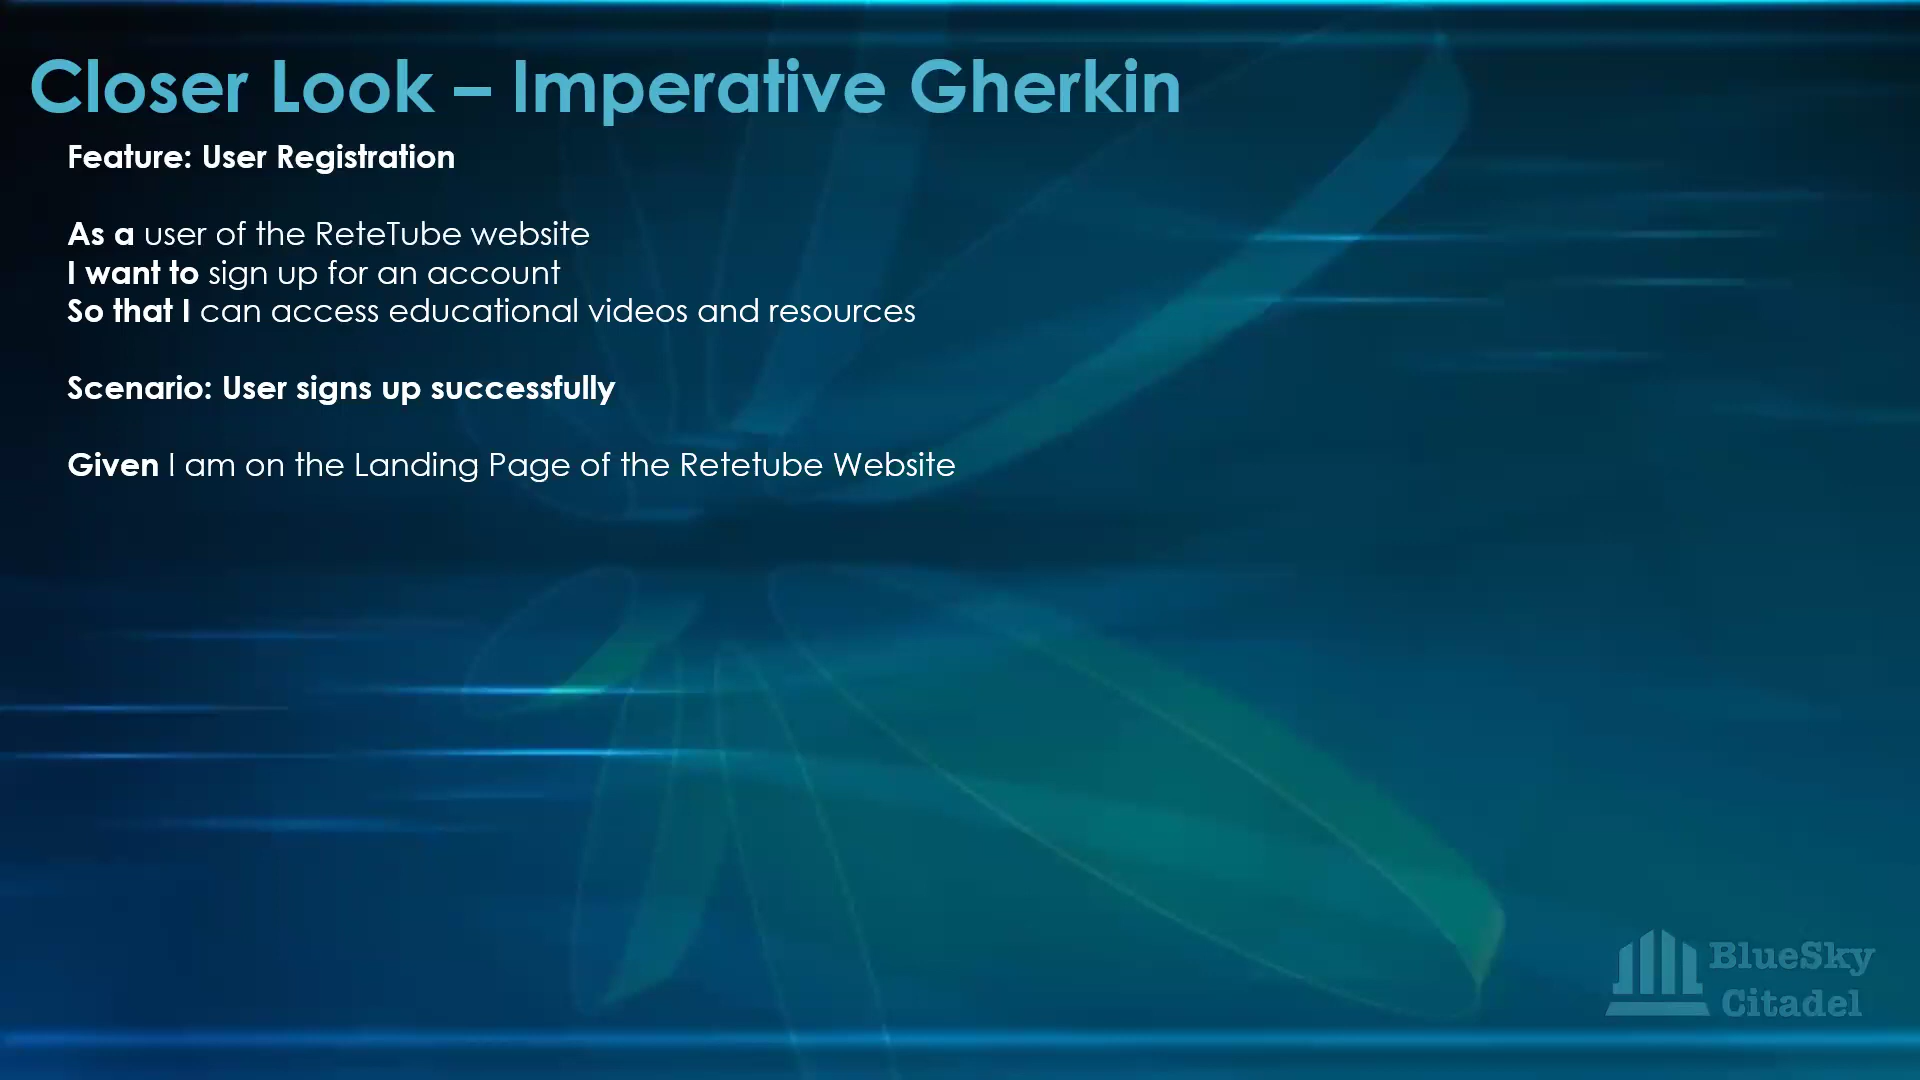 Closer Look – Imperative Gherkin
Feature: User Registration
As a user of the ReteTube website
I want to sign up for an account
So that I can access educational videos and resources
Scenario: User signs up successfully
Given I am on the Landing Page of the Retetube Website
BlueSky
Citadel